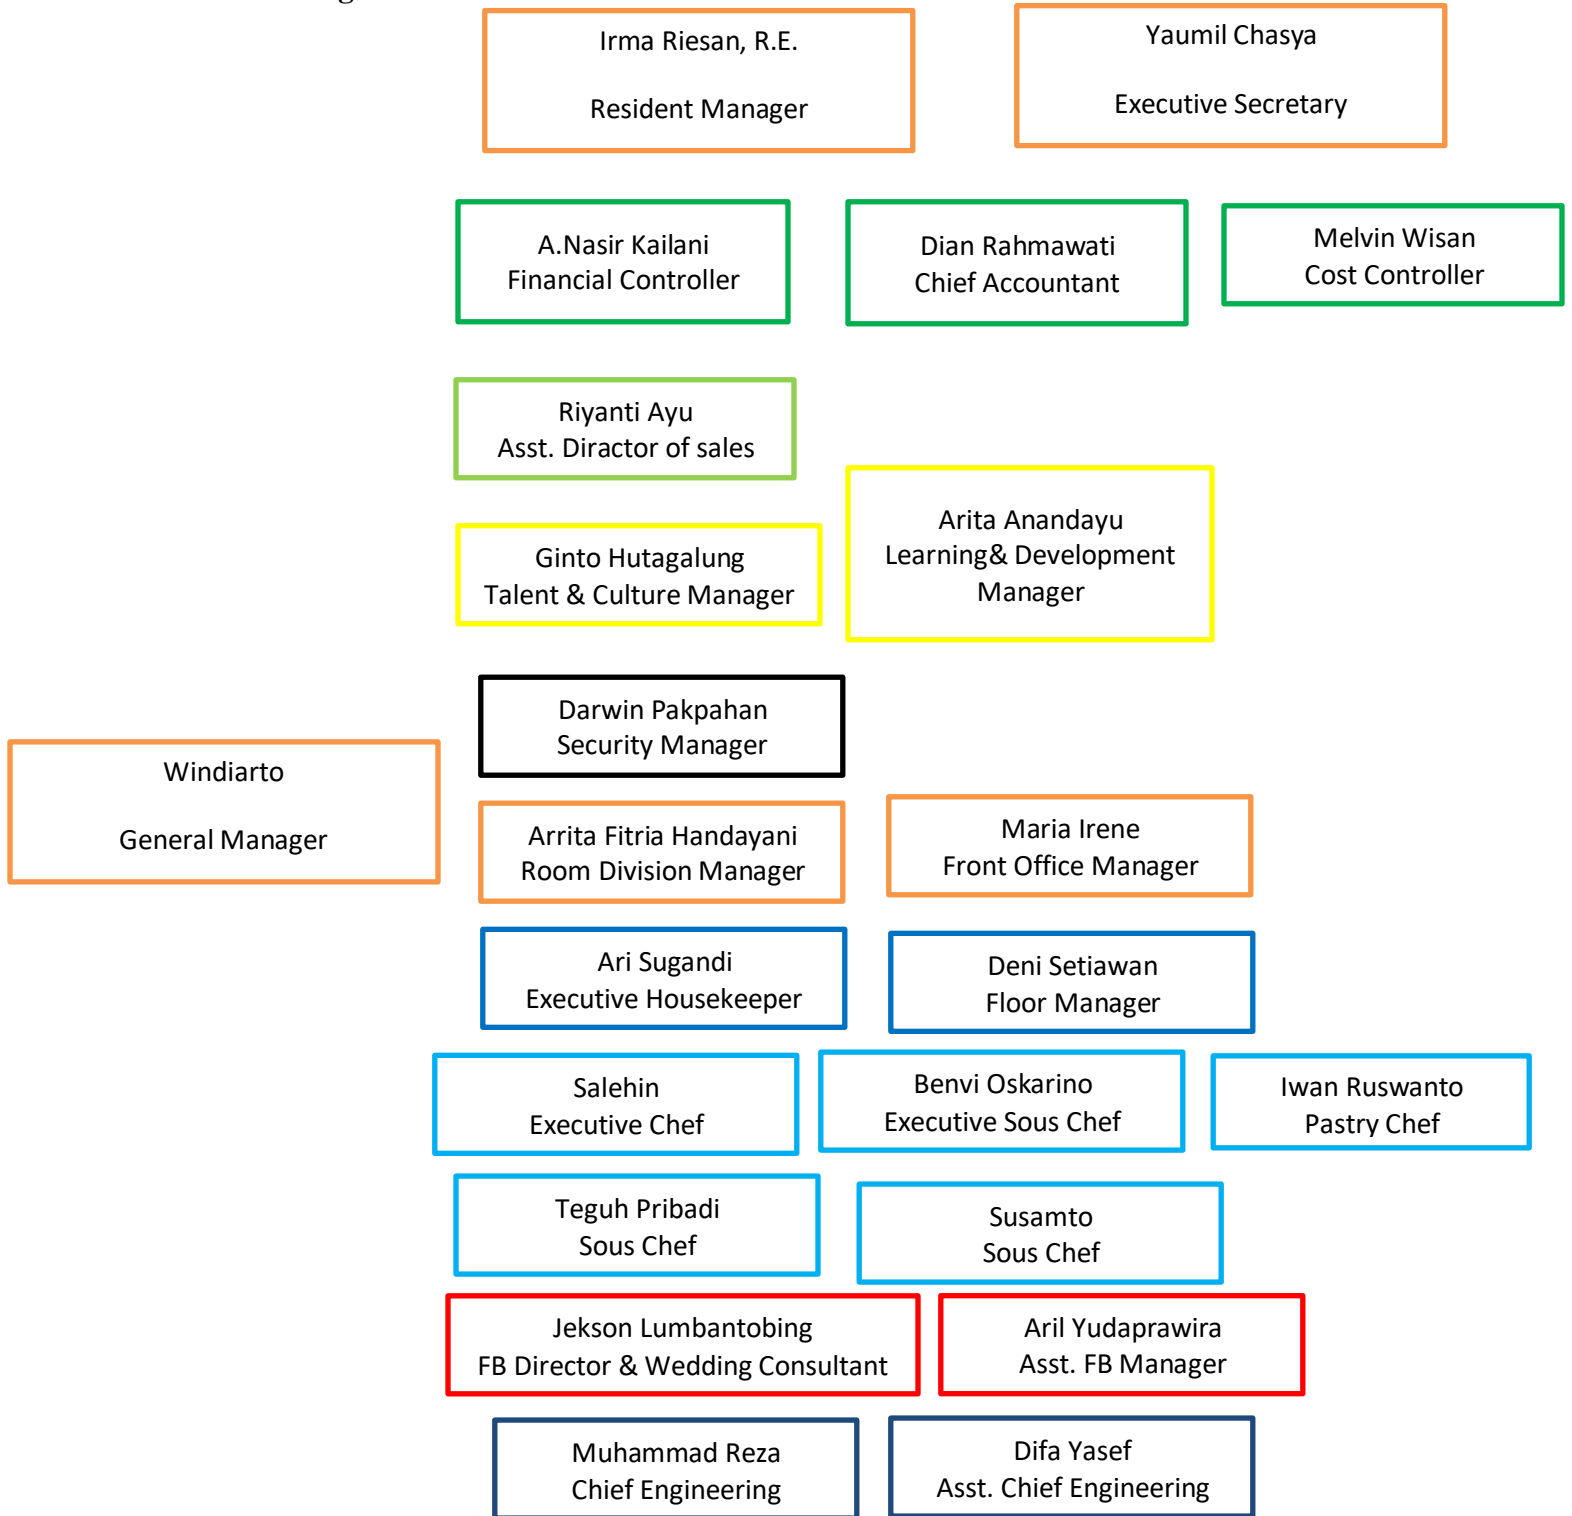 g
Irma Riesan, R.E.
Resident Manager
Yaumil Chasya
Executive Secretary
A.Nasir Kailani
Financial Controller
Dian Rahmawati
Chief Accountant
Melvin Wisan
Cost Controller
Riyanti Ayu
Asst. Diractor of sales
Ginto Hutagalung
Talent & Culture Manager
Arita Anandayu
Learning& Development
Manager
Darwin Pakpahan
Security Manager
Windiarto
General Manager
Arrita Fitria Handayani
Room Division Manager
Maria Irene
Front Office Manager
Ari Sugandi
Executive Housekeeper
Deni Setiawan
Floor Manager
Salehin
Executive Chef
Benvi Oskarino
Executive Sous Chef
Iwan Ruswanto
Pastry Chef
Teguh Pribadi
Sous Chef
Susamto
Sous Chef
Jekson Lumbantobing
FB Director & Wedding Consultant
Aril Yudaprawira
Asst. FB Manager
Muhammad Reza
Chief Engineering
Difa Yasef
Asst. Chief Engineering